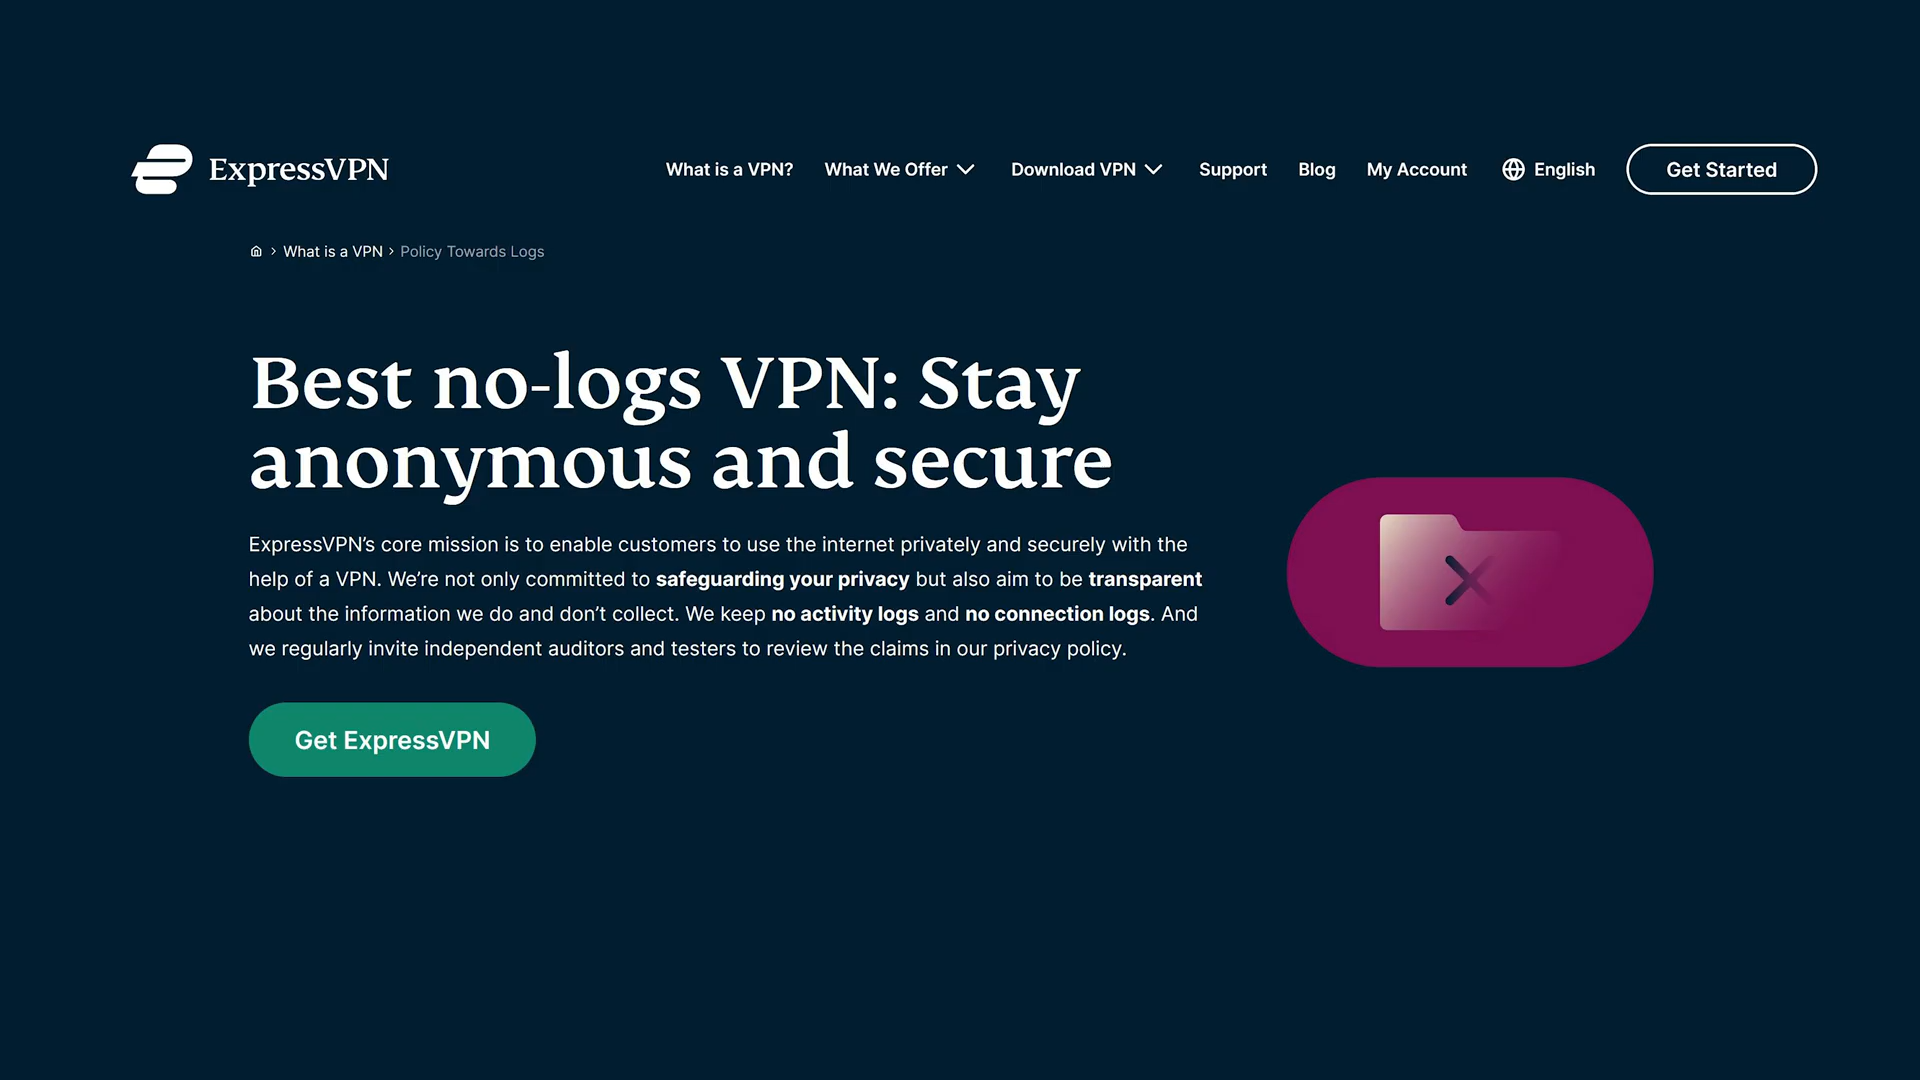 ExpressVPN
What is a VPN? What We Offer Download VPN Support Blog My Account English Get Started
What is a VPN › Policy Towards Logs
Best no-logs VPN: Stay
anonymous and secure
ExpressVPN’s core mission is to enable customers to use the internet privately and securely with the
help of a VPN. We’re not only committed to safeguarding your privacy but also aim to be transparent
about the information we do and don’t collect. We keep no activity logs and no connection logs. And
we regularly invite independent auditors and testers to review the claims in our privacy policy.
Get ExpressVPN